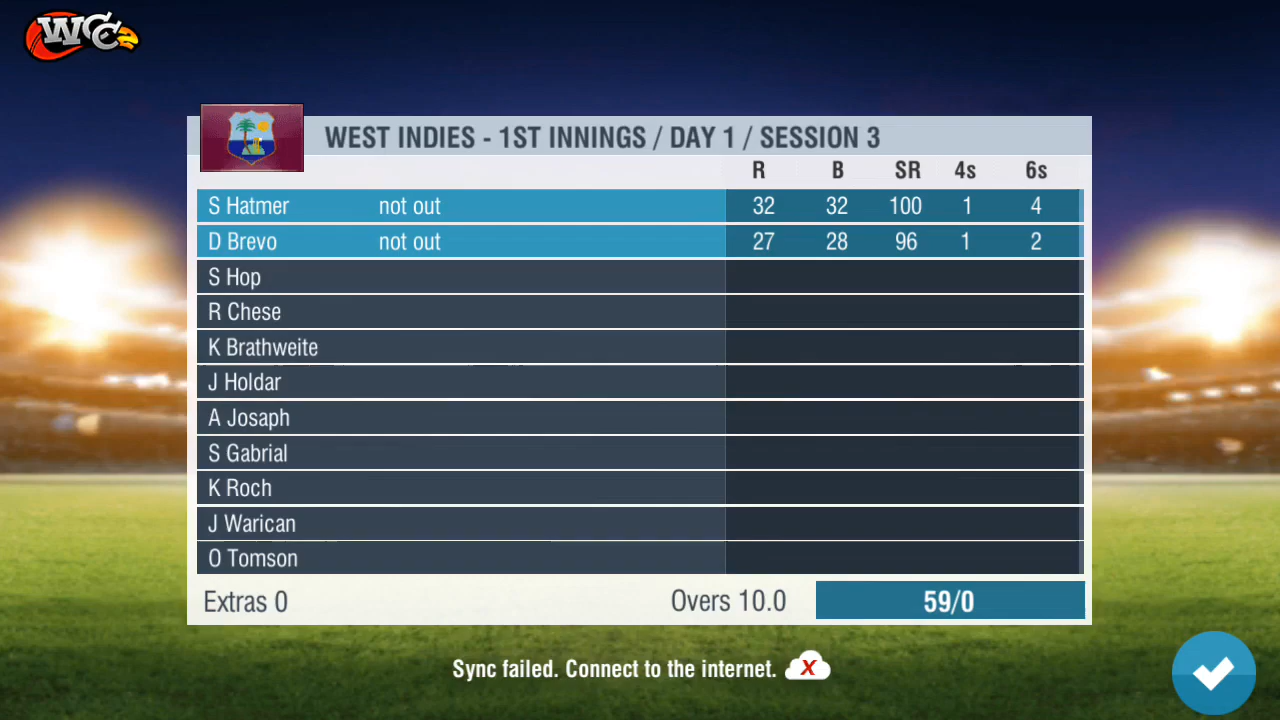 WCC
WEST INDIES - 1ST INNINGS / DAY 1 / SESSION 3
R B SR 4s 6s
S Hatmer not out 32 32 100 1 4
D Brevo not out 27 28 96 1 2
S Hop
R Chese
K Brathweite
J Holdar
A Josaph
S Gabrial
K Roch
J Warican
O Tomson
Extras 0 Overs 10.0 59/0
Sync failed. Connect to the internet. X